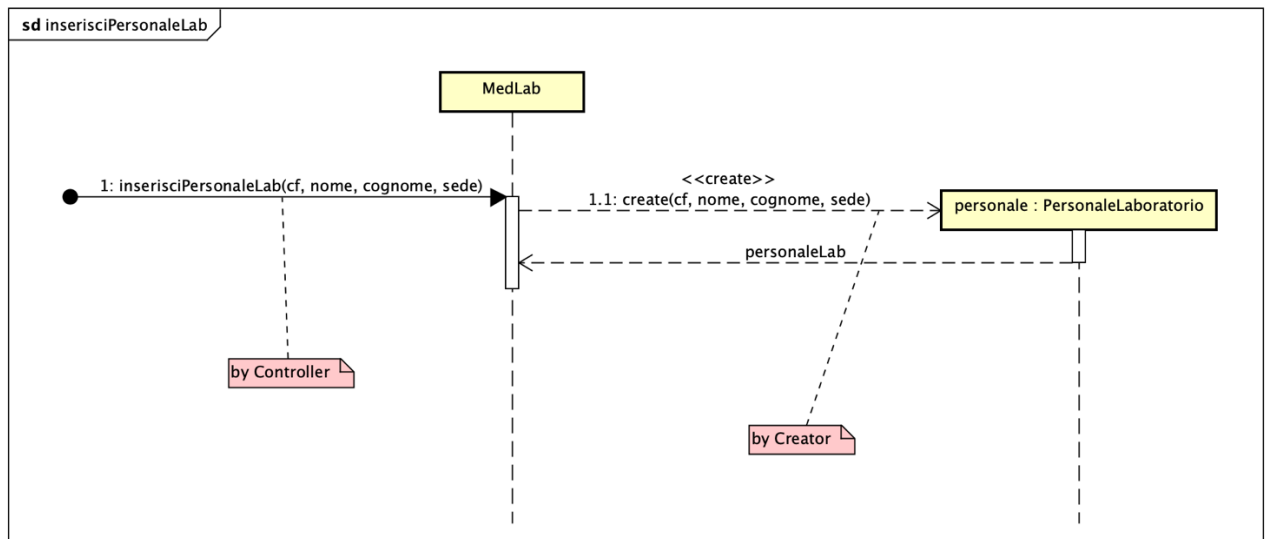 sd inserisciPersonaleLab
MedLab
1: inserisciPersonaleLab(cf, nome, cognome, sede)
<<create>>
1.1: create(cf, nome, cognome, sede)
personale : PersonaleLaboratorio
personaleLab
by Controller
by Creator